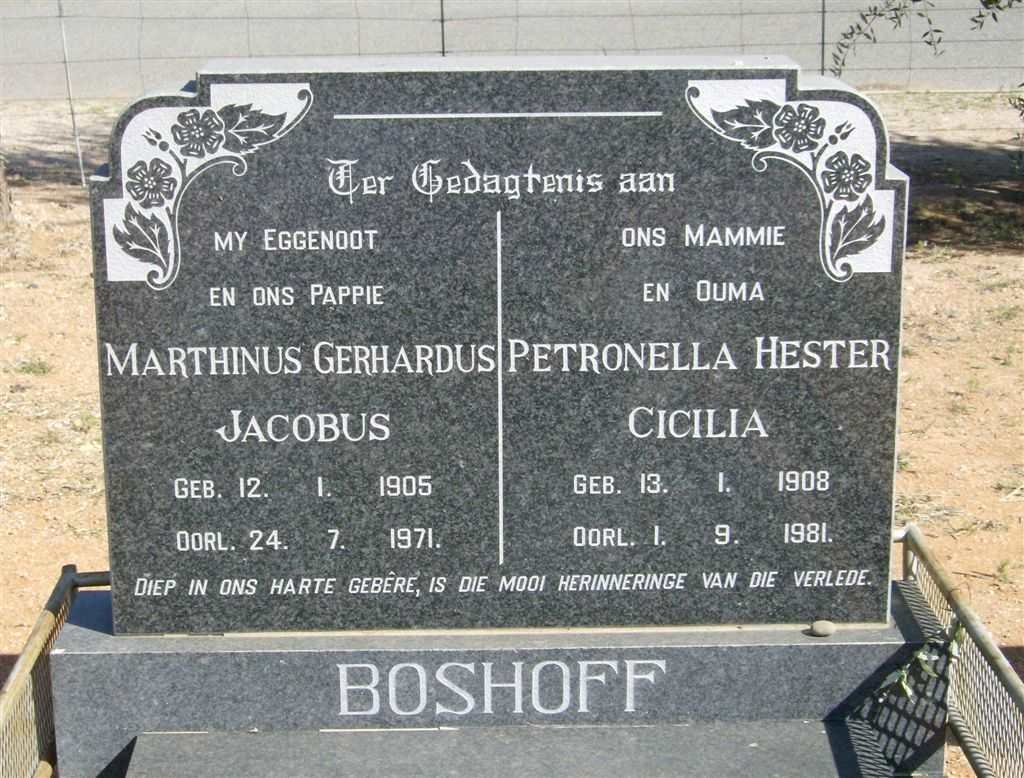 Ter Gedagtenis aan
MY EGGENOOT
EN ONS PAPPIE
MARTHINUS GERHARDUS
JACOBUS
GEB. 12. 1. 1905
OORL. 24. 7. 1971.
ONS MAMMIE
EN OUMA
PETRONELLA HESTER
CICILIA
GEB. 13. 1. 1908
OORL. 1. 9. 1981.
DIEP IN ONS HARTE GEBÊRE, IS DIE MOOI HERINNERINGE VAN DIE VERLEDE.
BOSHOFF